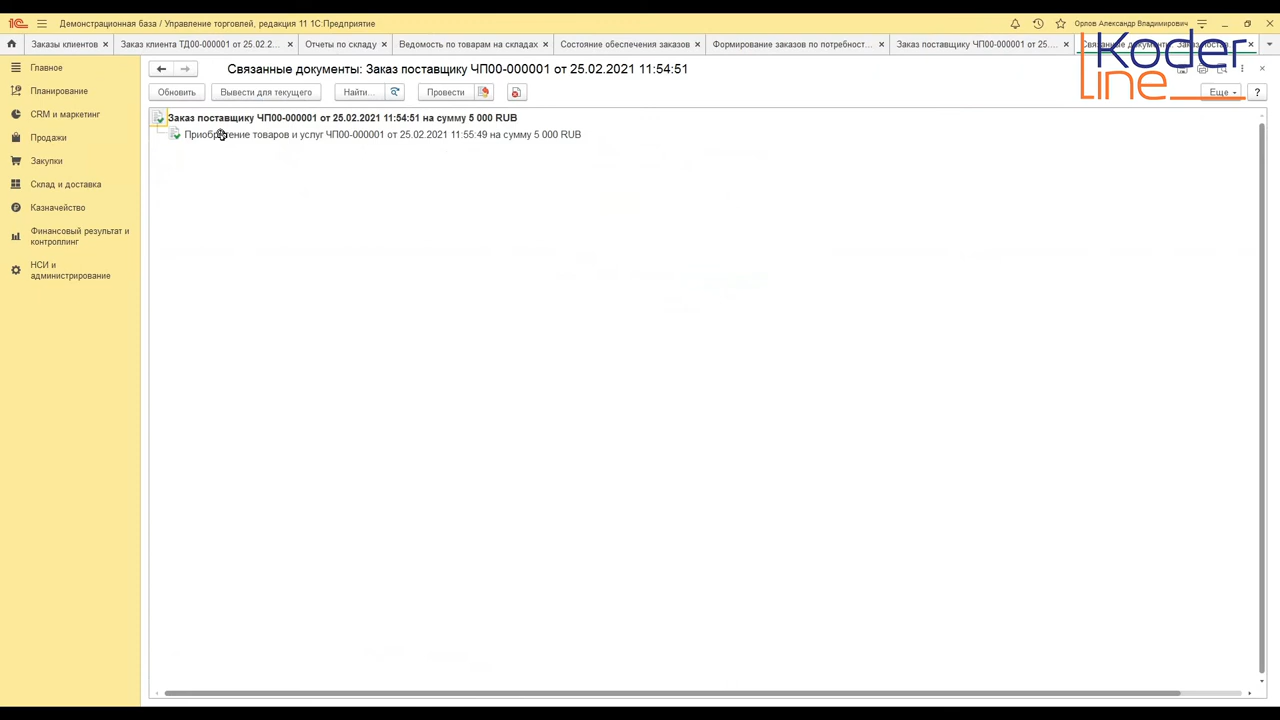 Демонстрационная база / Управление торговлей, редакция 11 1С:Предприятие
Орлов Александр Владимирович
Заказы клиентов
Заказ клиента ТД00-000001 от 25.02.2...
Отчеты по складу
Ведомость по товарам на складах
Состояние обеспечения заказов
Формирование заказов по потребност...
Заказ поставщику ЧП00-000001 от 25....
Koder
line
Главное
Планирование
CRM и маркетинг
Продажи
Закупки
Склад и доставка
Казначейство
Финансовый результат и
контроллинг
НСИ и
администрирование
Связанные документы: Заказ поставщику ЧП00-000001 от 25.02.2021 11:54:51
Обновить
Вывести для текущего
Найти...
Провести
Еще
?
Заказ поставщику ЧП00-000001 от 25.02.2021 11:54:51 на сумму 5 000 RUB
Приобретение товаров и услуг ЧП00-000001 от 25.02.2021 11:55:49 на сумму 5 000 RUB